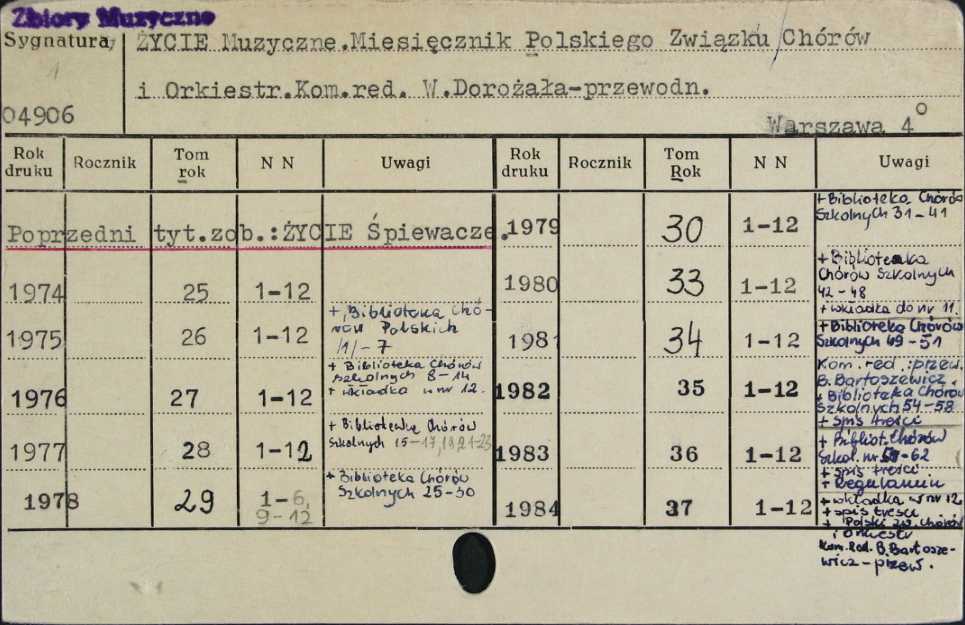 Zbiory Muzyczne
Sygnatura
04906
ŻYCIE Muzyczne.Miesięcznik Polskiego Związku Chórów
i Orkiestr.Kom.red. W.Dorożała-przewodn.
Warszawa 4°
Rok druku Rocznik Tom rok N N Uwagi
Poprzedni tyt.zob.:ŻYCIE Śpiewacze.
1974 25 1-12
1975 26 1-12 + Biblioteka Chó-
rów Polskich
/1/-7
1976 27 1-12 + Biblioteka Chórów
Szkolnych 8-14
+ wkładka w nr 12.
1977 28 1-12 + Biblioteka Chórów
Szkolnych 15-17,19,21-23
1978 29 1-6,
9-12 + Biblioteka Chórów
Szkolnych 25-30
Rok druku Rocznik Tom Rok N N Uwagi
1979 30 1-12 + Biblioteka Chórów
Szkolnych 31-41
1980 33 1-12 + Biblioteka
Chórów Szkolnych
42-48
+ wkładka do nr 11.
1981 34 1-12 + Biblioteka Chórów
Szkolnych 49-51
1982 35 1-12 Kom.red.:przew.
B.Bartoszewicz.
+ Biblioteka Chórów
Szkolnych 54-58
+ spis treści
1983 36 1-12 + Bibliot.Chórów
Szkol. nr -62
+ spis treści
+ Regulamin
1984 37 1-12 + wkładka w nr 12
+ spis treści
+ Polski Zw. Chórów
i Orkiestr
Kom.Red. B.Bartosze-
wicz-przew.